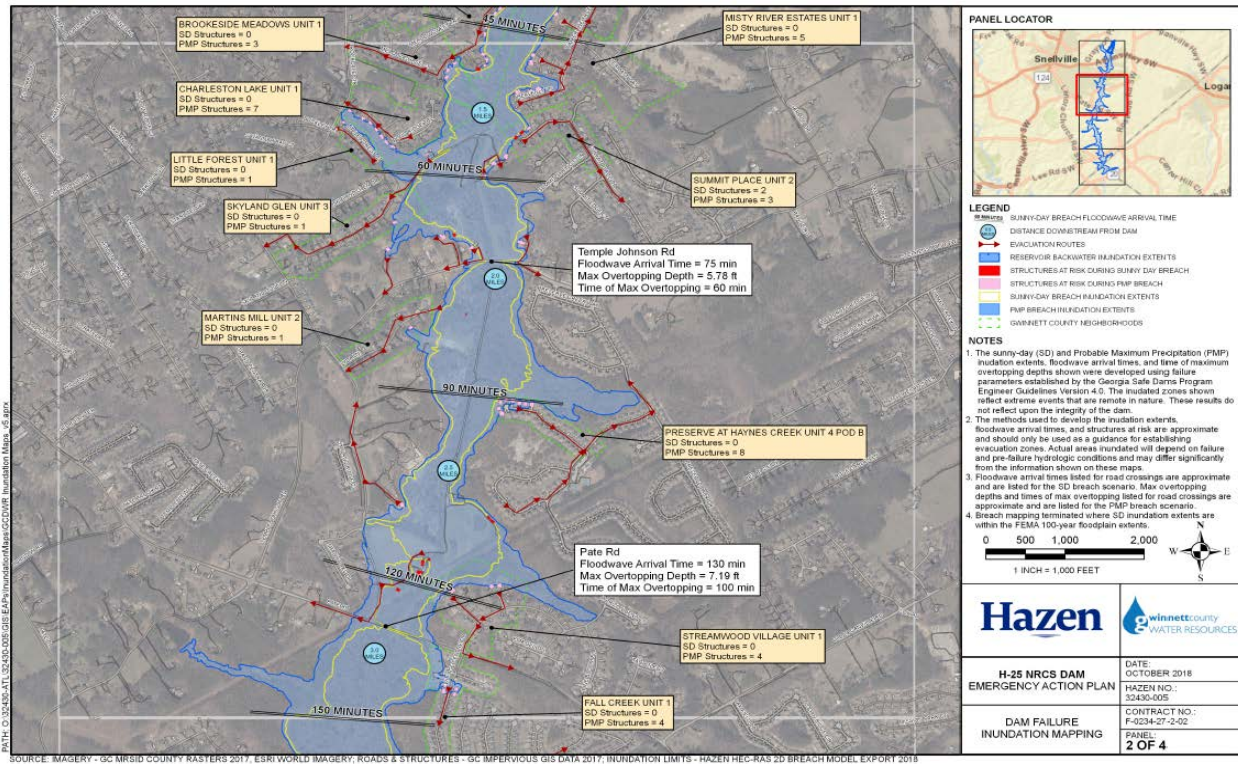 BROOKESIDE MEADOWS UNIT 1
SD Structures = 0
PMP Structures = 3
45 MINUTES
MISTY RIVER ESTATES UNIT 1
SD Structures = 0
PMP Structures = 5
CHARLESTON LAKE UNIT 1
SD Structures = 0
PMP Structures = 7
1.5
MILES
LITTLE FOREST UNIT 1
SD Structures = 0
PMP Structures = 1
60 MINUTES
SUMMIT PLACE UNIT 2
SD Structures = 2
PMP Structures = 3
SKYLAND GLEN UNIT 3
SD Structures = 0
PMP Structures = 1
Temple Johnson Rd
Floodwave Arrival Time = 75 min
Max Overtopping Depth = 5.78 ft
Time of Max Overtopping = 60 min
2.0
MILES
MARTINS MILL UNIT 2
SD Structures = 0
PMP Structures = 1
90 MINUTES
PRESERVE AT HAYNES CREEK UNIT 4 POD B
SD Structures = 0
PMP Structures = 8
2.5
MILES
Pate Rd
Floodwave Arrival Time = 130 min
Max Overtopping Depth = 7.19 ft
Time of Max Overtopping = 100 min
120 MINUTES
STREAMWOOD VILLAGE UNIT 1
SD Structures = 0
PMP Structures = 4
3.0
MILES
FALL CREEK UNIT 1
SD Structures = 0
PMP Structures = 4
150 MINUTES
PANEL LOCATOR
Snellville
124
Logan
Lee Rd SW
20
LEGEND
SUNNY-DAY BREACH FLOODWAVE ARRIVAL TIME
DISTANCE DOWNSTREAM FROM DAM
EVACUATION ROUTES
RESERVOIR BACKWATER INUNDATION EXTENTS
STRUCTURES AT RISK DURING SUNNY DAY BREACH
STRUCTURES AT RISK DURING PMP BREACH
SUNNY-DAY BREACH INUNDATION EXTENTS
PMP BREACH INUNDATION EXTENTS
GWINNETT COUNTY NEIGHBORHOODS
NOTES
1. The sunny-day (SD) and Probable Maximum Precipitation (PMP)
inudation extents, floodwave arrival times, and time of maximum
overtopping depths shown were developed using failure
parameters established by the Georgia Safe Dams Program
Engineer Guidelines Version 4.0. The inudated zones shown
reflect extreme events that are remote in nature. These results do
not reflect upon the integrity of the dam.
2. The methods used to develop the inudation extents,
floodwave arrival times, and structures at risk are approximate
and should only be used as a guidance for establishing
evacuation zones. Actual areas inundated will depend on failure
and pre-failure hydrologic conditions and may differ significantly
from the information shown on these maps.
3. Floodwave arrival times listed for road crossings are approximate
and are listed for the SD breach scenario. Max overtopping
depths and times of max overtopping listed for road crossings are
approximate and are listed for the PMP breach scenario.
4. Breach mapping terminated where SD inundation extents are
within the FEMA 100-year floodplain extents.
N
W E
S
0 500 1,000 2,000
1 INCH = 1,000 FEET
Hazen
gwinnettcounty
WATER RESOURCES
H-25 NRCS DAM
EMERGENCY ACTION PLAN
DATE:
OCTOBER 2018
HAZEN NO.:
32430-005
DAM FAILURE
INUNDATION MAPPING
CONTRACT NO.:
F-0234-27-2-02
PANEL:
2 OF 4
PATH: O:\32430-ATL\32430-005\GIS\EAPs\InundationMaps\GCDWR Inundation Maps_v5.aprx
SOURCE: IMAGERY - GC MRSID COUNTY RASTERS 2017, ESRI WORLD IMAGERY; ROADS & STRUCTURES - GC IMPERVIOUS GIS DATA 2017; INUNDATION LIMITS - HAZEN HEC-RAS 2D BREACH MODEL EXPORT 2018